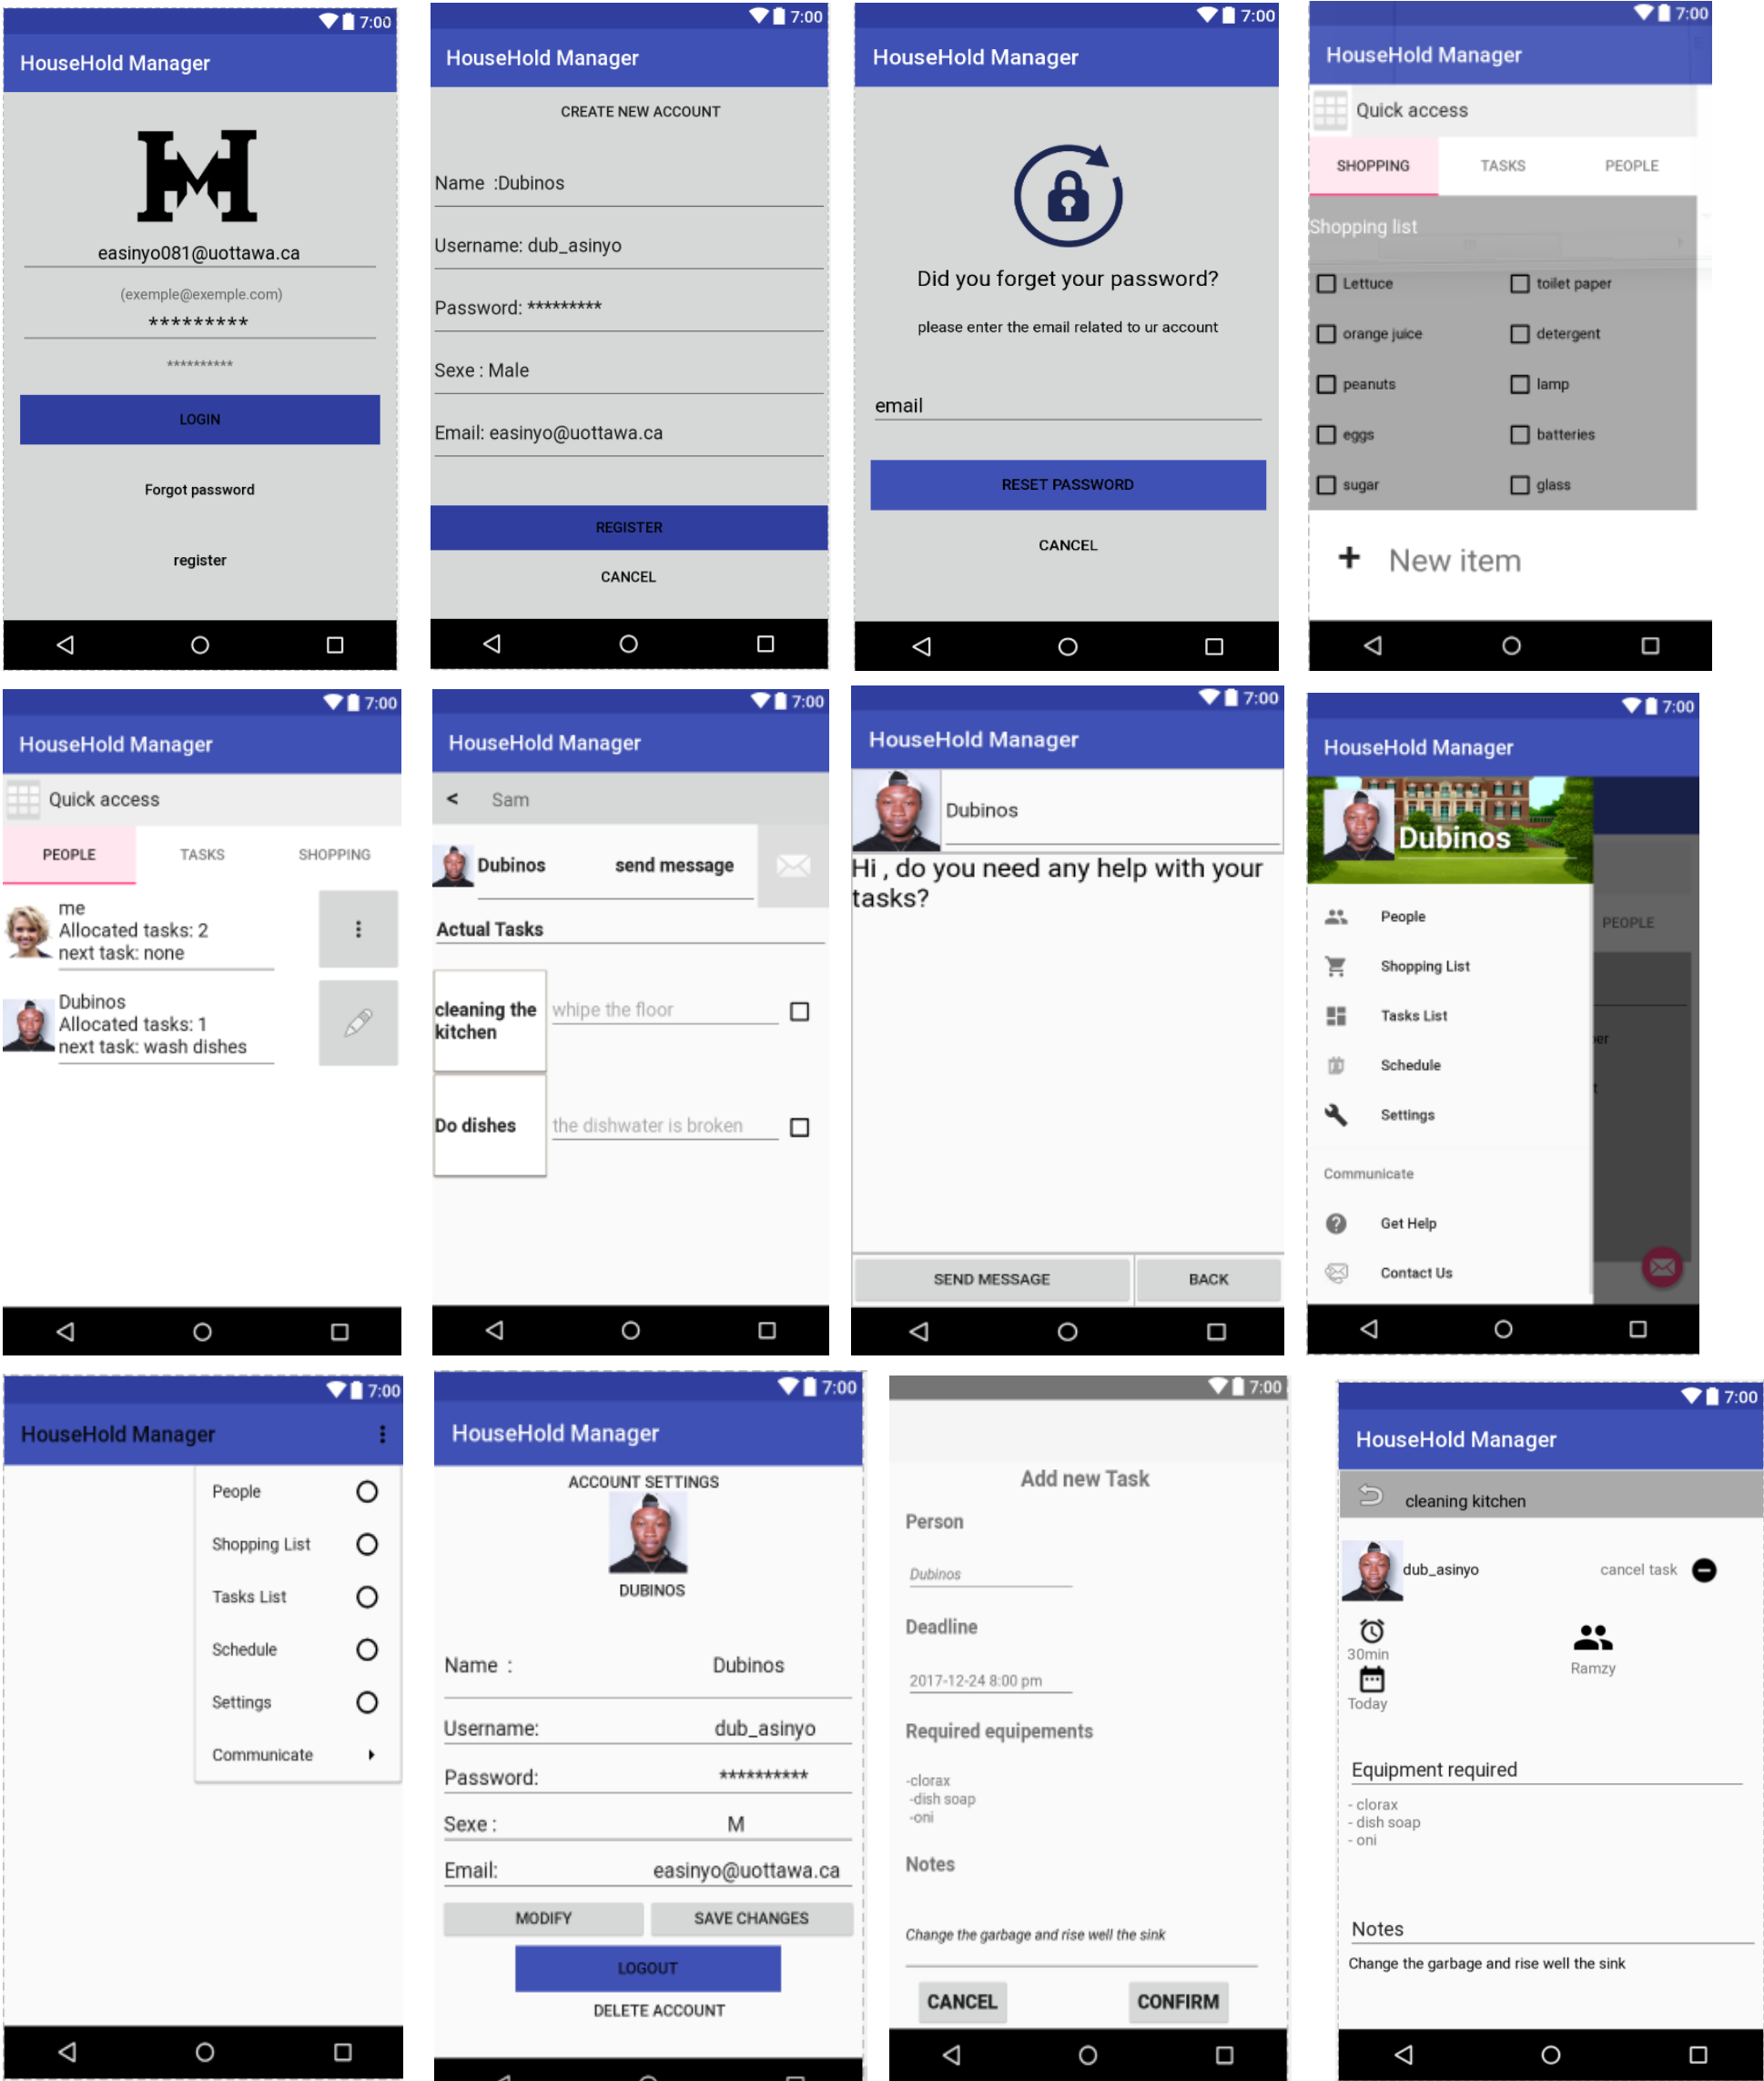 7:00
HouseHold Manager
easinyo081@uottawa.ca
(exemple@exemple.com)
*********
**********
LOGIN
Forgot password
register
7:00
HouseHold Manager
CREATE NEW ACCOUNT
Name :Dubinos
Username: dub_asinyo
Password: *********
Sexe : Male
Email: easinyo@uottawa.ca
REGISTER
CANCEL
7:00
HouseHold Manager
Did you forget your password?
please enter the email related to ur account
email
RESET PASSWORD
CANCEL
7:00
HouseHold Manager
Quick access
SHOPPING TASKS PEOPLE
Shopping list
Lettuce toilet paper
orange juice detergent
peanuts lamp
eggs batteries
sugar glass
+ New item
7:00
HouseHold Manager
Quick access
PEOPLE TASKS SHOPPING
me
Allocated tasks: 2
next task: none
Dubinos
Allocated tasks: 1
next task: wash dishes
7:00
HouseHold Manager
< Sam
Dubinos send message
Actual Tasks
cleaning the kitchen whipe the floor
Do dishes the dishwater is broken
7:00
HouseHold Manager
Dubinos
Hi , do you need any help with your
tasks?
SEND MESSAGE BACK
7:00
HouseHold Manager
Dubinos
People
PEOPLE
Shopping List
Tasks List
er
Schedule
t
Settings
Communicate
Get Help
Contact Us
7:00
HouseHold Manager
People
Shopping List
Tasks List
Schedule
Settings
Communicate
7:00
HouseHold Manager
ACCOUNT SETTINGS
DUBINOS
Name : Dubinos
Username: dub_asinyo
Password: **********
Sexe : M
Email: easinyo@uottawa.ca
MODIFY SAVE CHANGES
LOGOUT
DELETE ACCOUNT
7:00
Add new Task
Person
Dubinos
Deadline
2017-12-24 8:00 pm
Required equipements
-clorax
-dish soap
-oni
Notes
Change the garbage and rise well the sink
CANCEL CONFIRM
7:00
HouseHold Manager
cleaning kitchen
dub_asinyo cancel task
30min
Ramzy
Today
Equipment required
- clorax
- dish soap
- oni
Notes
Change the garbage and rise well the sink